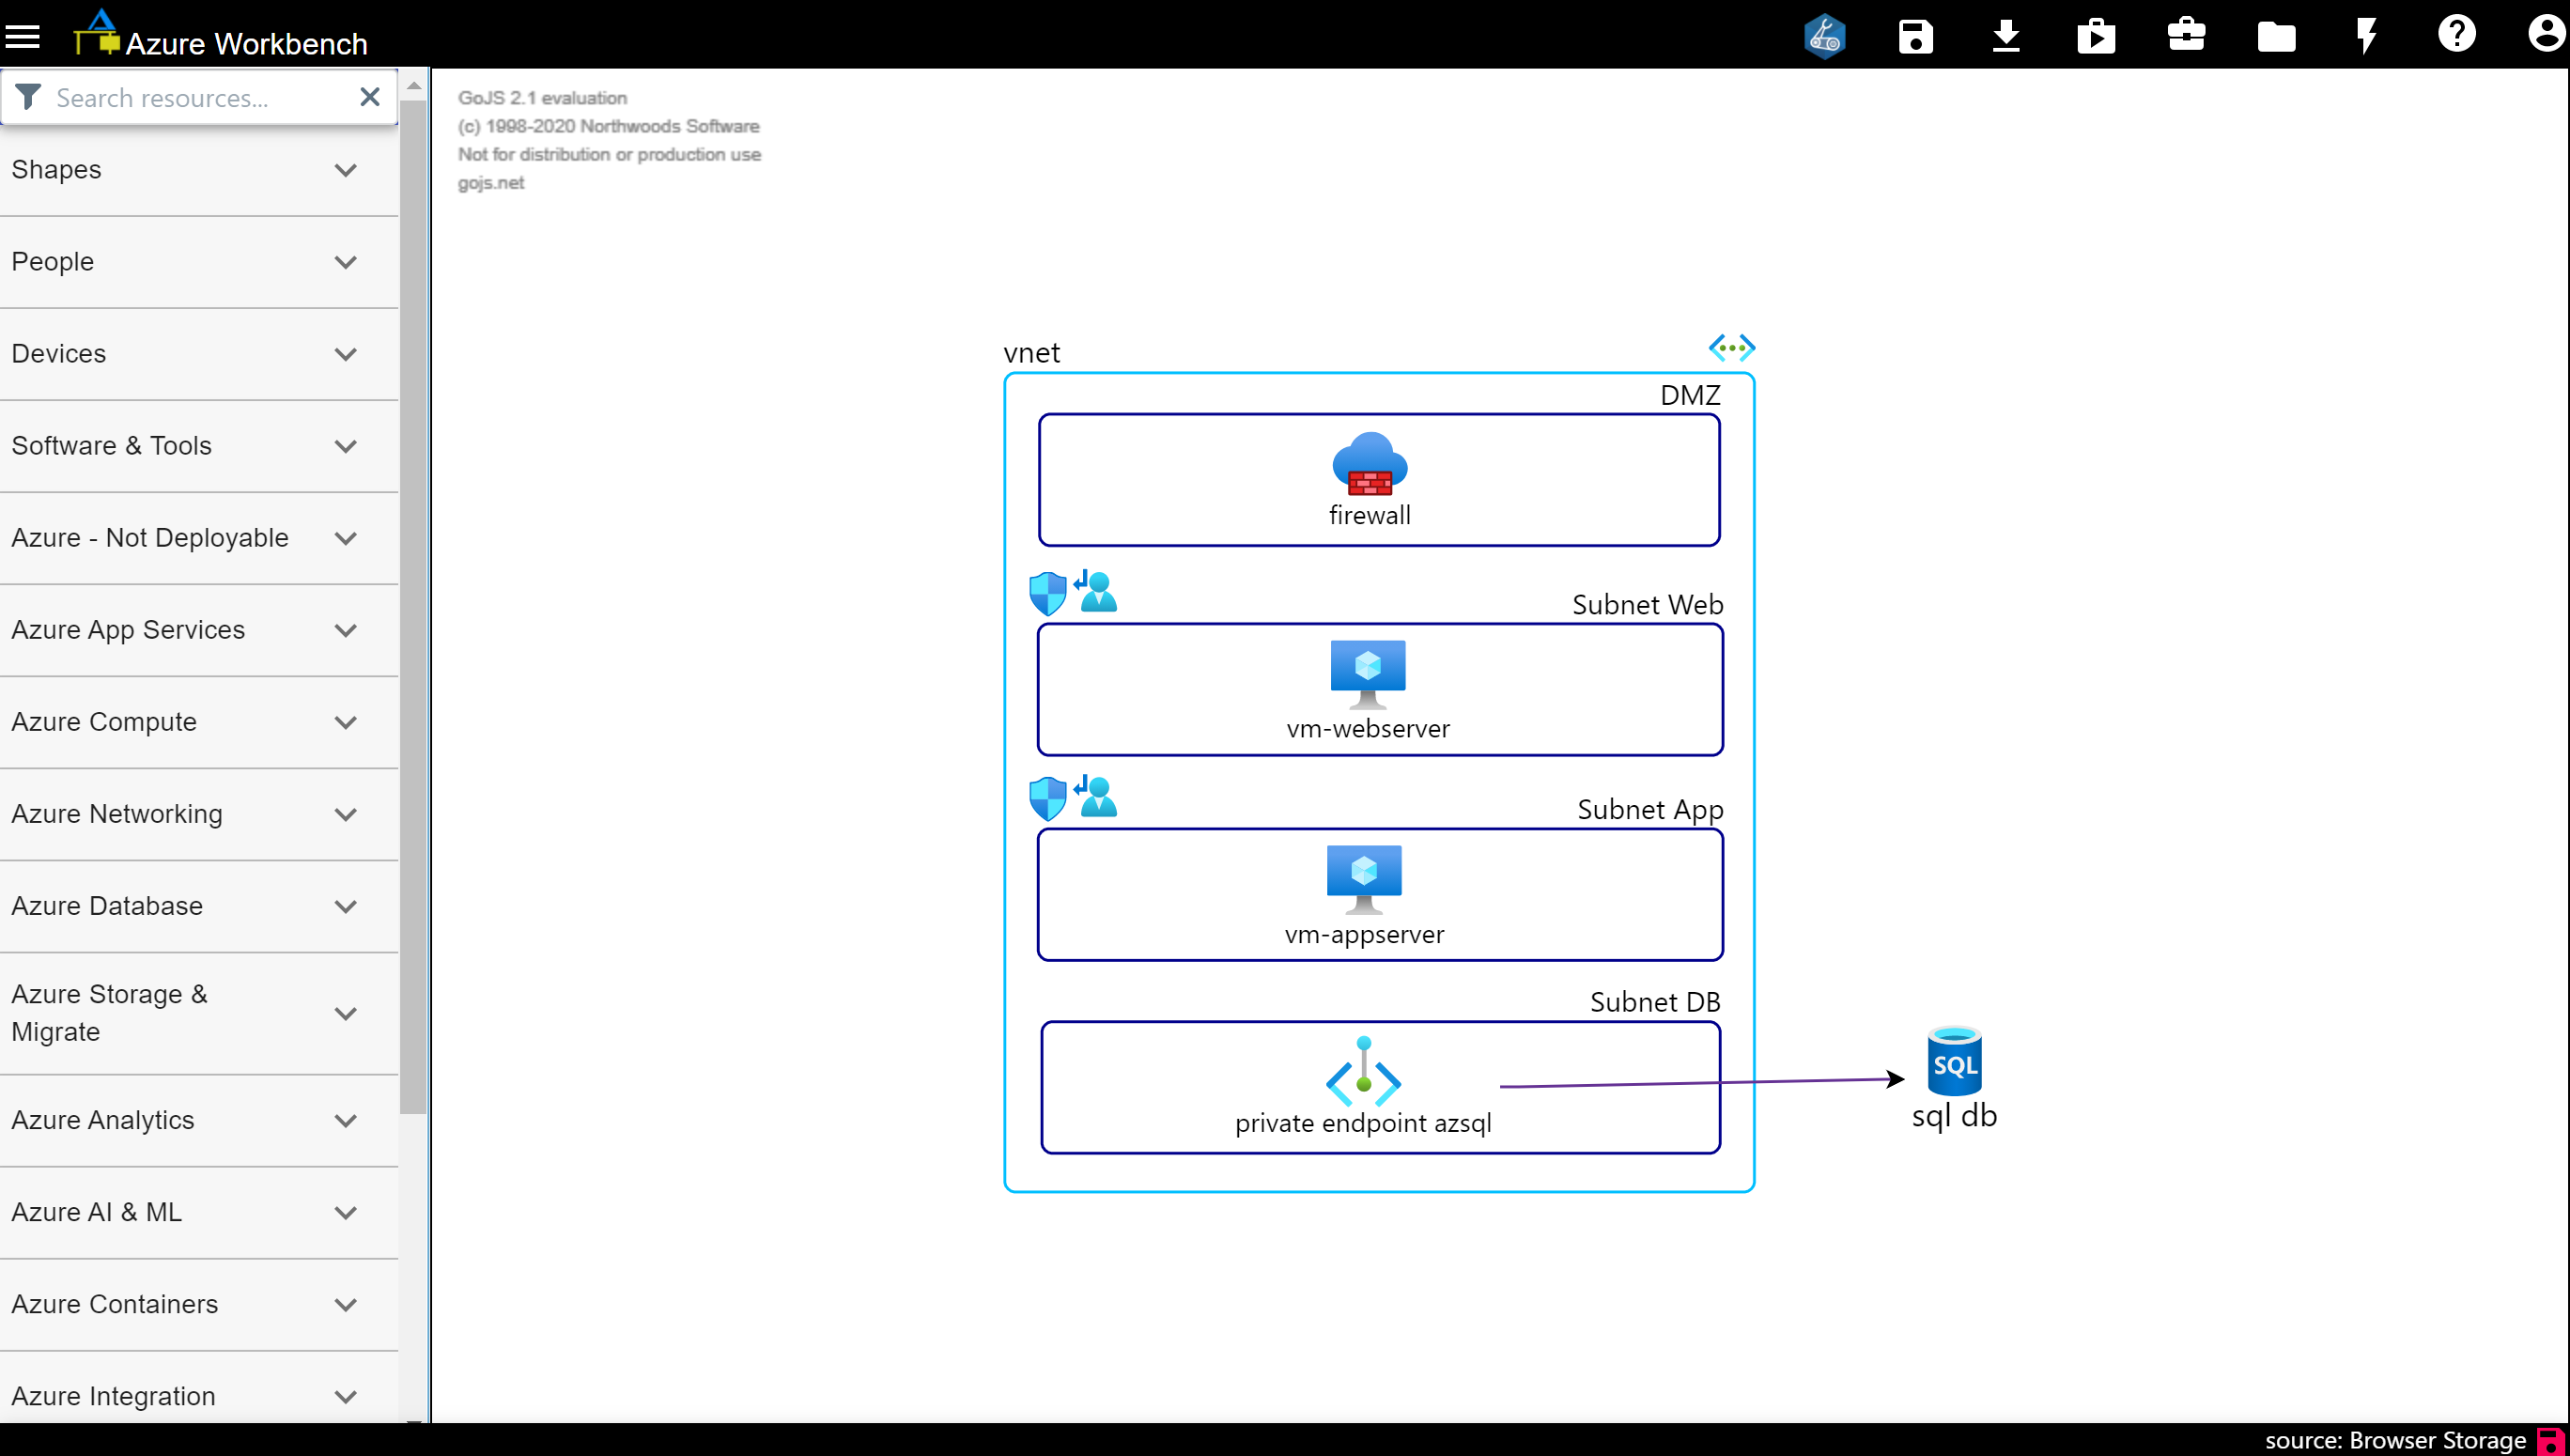 Azure Workbench
Search resources...
Shapes
People
Devices
Software & Tools
Azure - Not Deployable
Azure App Services
Azure Compute
Azure Networking
Azure Database
Azure Storage &
Migrate
Azure Analytics
Azure AI & ML
Azure Containers
Azure Integration
GoJS 2.1 evaluation
(c) 1998-2020 Northwoods Software
Not for distribution or production use
gojs.net
vnet
DMZ
firewall
Subnet Web
vm-webserver
Subnet App
vm-appserver
Subnet DB
private endpoint azsql
SQL
sql db
source: Browser Storage